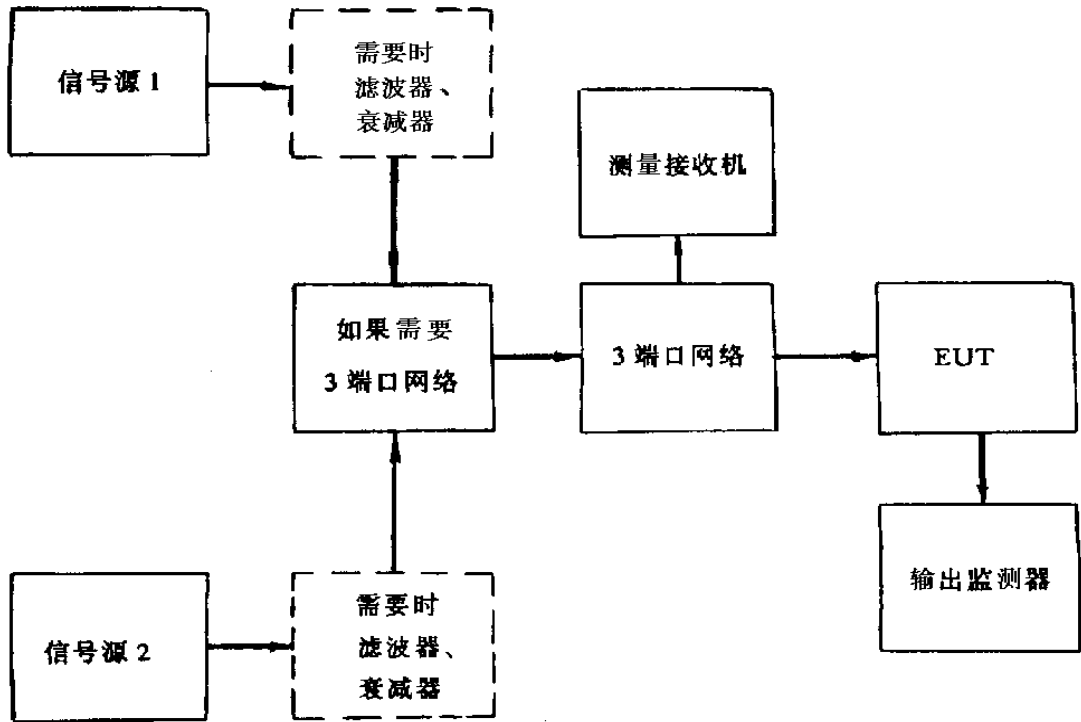 信号源1
需要时
滤波器、
衰减器
测量接收机
如果需要
3端口网络
3端口网络
EUT
输出监测器
信号源2
需要时
滤波器、
衰减器